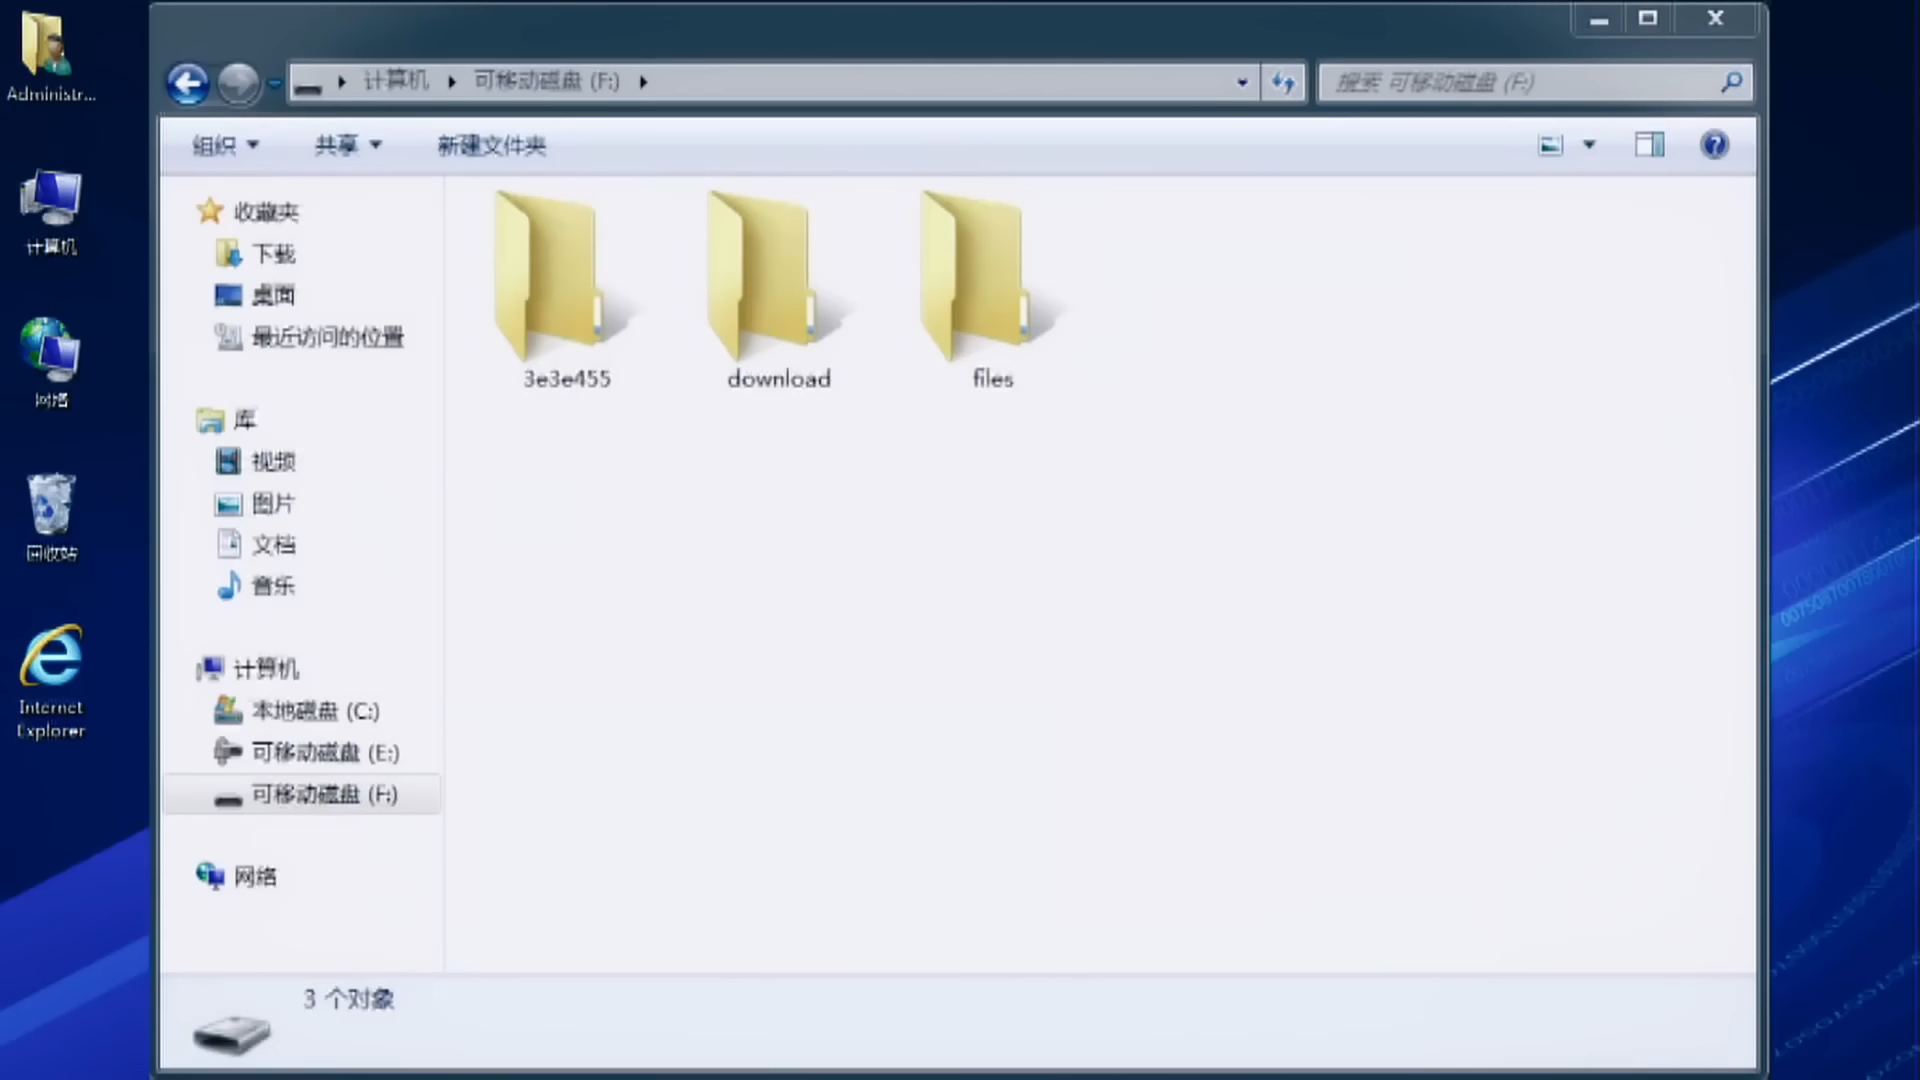 Administr...
计算机
网络
回收站
Internet
Explorer
计算机
可移动磁盘 (F:)
搜索 可移动磁盘 (F:)
组织
共享
新建文件夹
收藏夹
下载
桌面
最近访问的位置
库
视频
图片
文档
音乐
计算机
本地磁盘 (C:)
可移动磁盘 (E:)
可移动磁盘 (F:)
网络
3e3e455
download
files
3 个对象